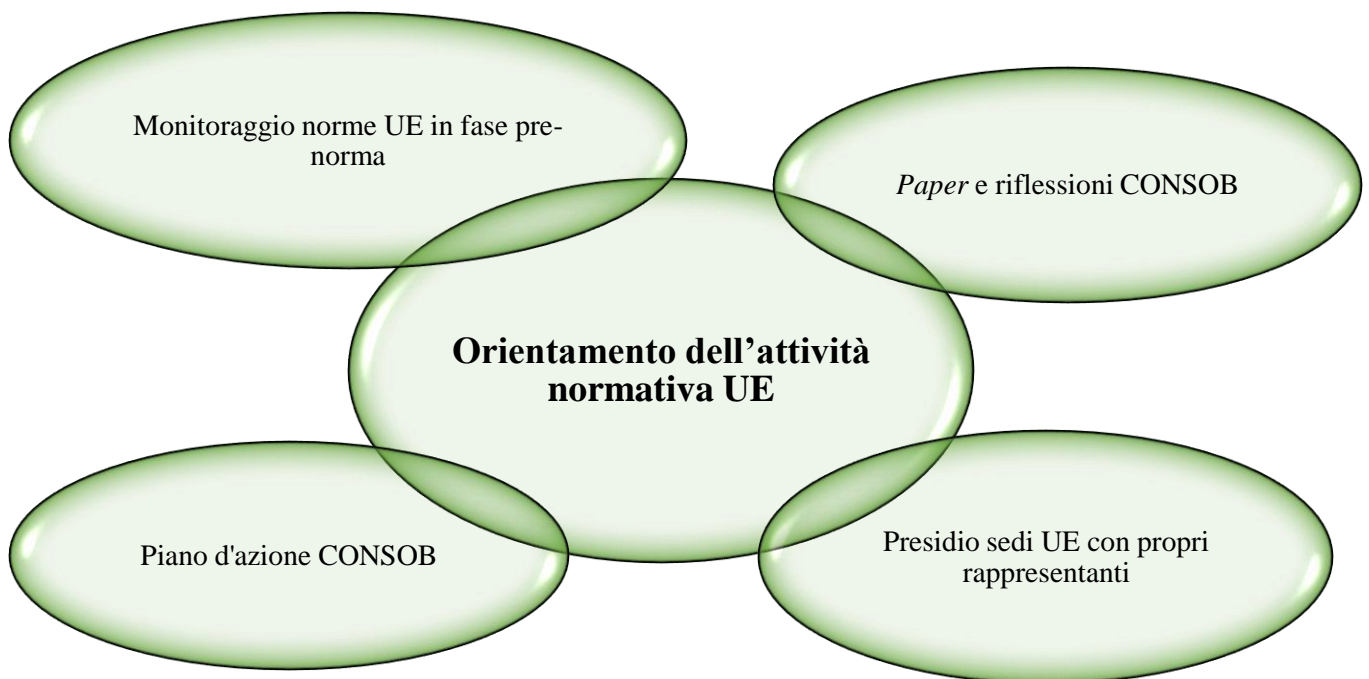 Monitoraggio norme UE in fase pre-
norma
Paper e riflessioni CONSOB
Orientamento dell’attività
normativa UE
Piano d'azione CONSOB
Presidio sedi UE con propri
rappresentanti